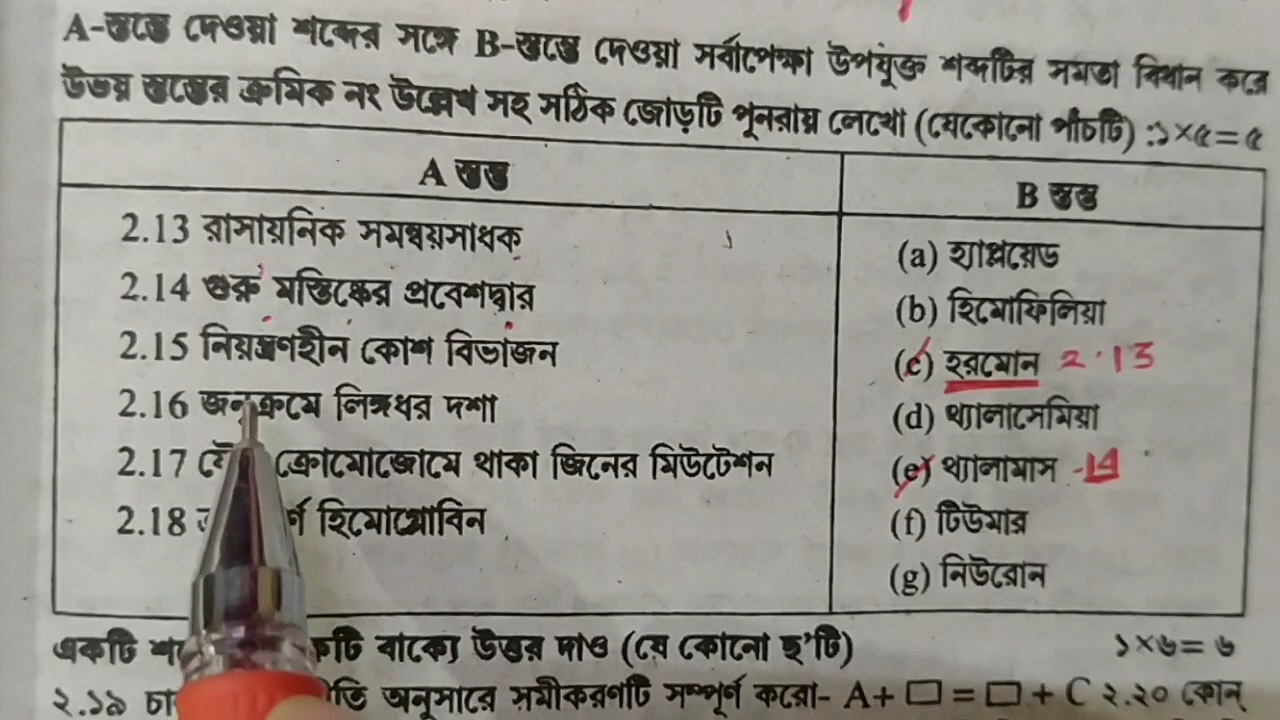 A-স্তম্ভে দেওয়া শব্দের সঙ্গে B-স্তম্ভে দেওয়া সর্বাপেক্ষা উপযুক্ত শব্দটির সমতা বিধান করে
উভয় স্তম্ভের ক্রমিক নং উল্লেখ সহ সঠিক জোড়টি পুনরায় লেখো (যেকোনো পাঁচটি) :১×৫=৫
A স্তম্ভ
2.13 রাসায়নিক সমন্বয়সাধক
2.14 গুরু মস্তিষ্কের প্রবেশদ্বার
2.15 নিয়ন্ত্রণহীন কোশ বিভাজন
2.16 জনুক্রমে লিঙ্গধর দশা
2.17 ক্রোমোজোমে থাকা জিনের মিউটেশন
2.18 হিমোগ্লোবিন
B স্তম্ভ
(a) হ্যাপ্লয়েড
(b) হিমোফিলিয়া
(c) হরমোন 2.13
(d) থ্যালাসেমিয়া
(e) থ্যালামাস -14
(f) টিউমার
(g) নিউরোন
একটি বাক্যে উত্তর দাও (যে কোনো ছ'টি) ১×৬=৬
২.১৯ অনুসারে সমীকরণটি সম্পূর্ণ করো- A+ □ = □ + C ২.২০ কোন্